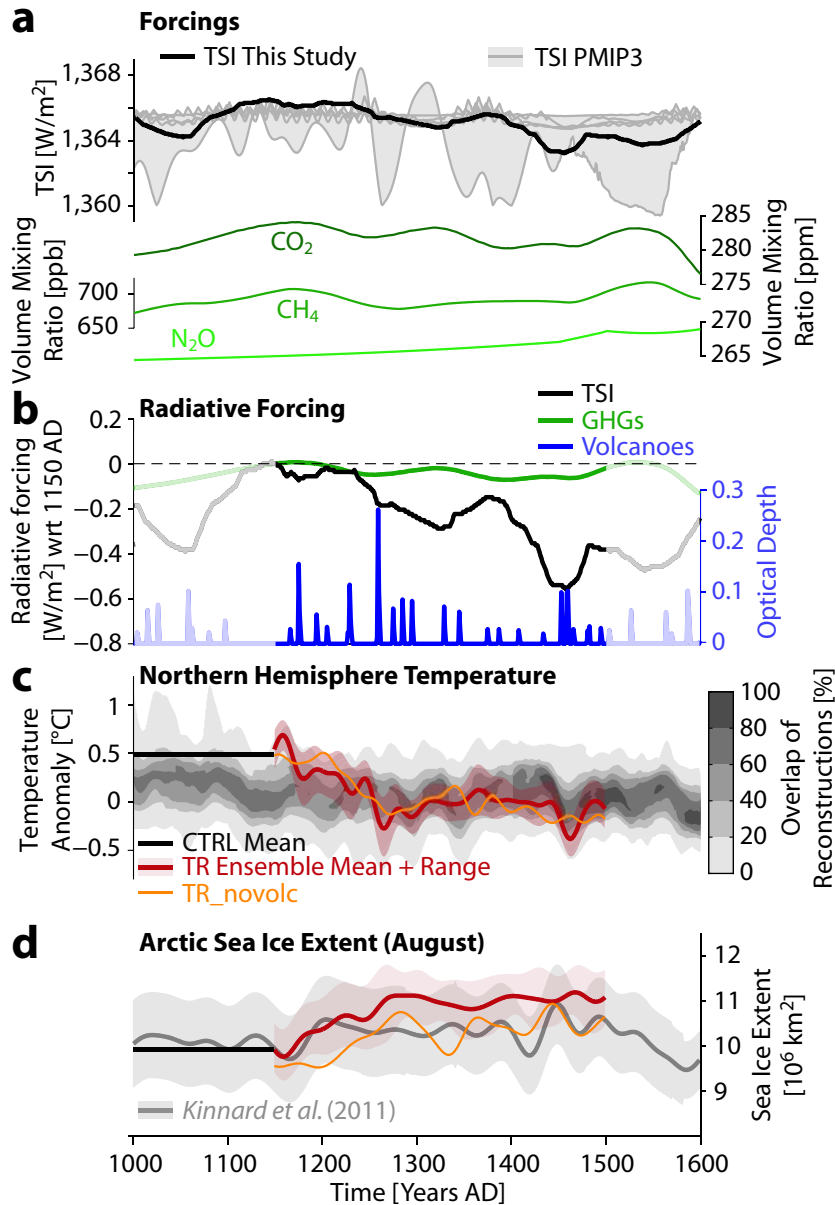 a Forcings
TSI This Study
TSI PMIP3
1,368
1,364
1,360
TSI [W/m²]
285
280
275
270
265
Volume Mixing
Ratio [ppm]
CO₂
700
650
Volume Mixing
Ratio [ppb]
CH₄
N₂O
b Radiative Forcing
TSI
GHGs
Volcanoes
0.2
0
−0.2
−0.4
−0.6
−0.8
Radiative forcing
[W/m²] wrt 1150 AD
0.3
0.2
0.1
0
Optical Depth
c Northern Hemisphere Temperature
1
0.5
0
−0.5
Temperature
Anomaly [°C]
CTRL Mean
TR Ensemble Mean + Range
TR_novolc
100
80
60
40
20
0
Overlap of
Reconstructions [%]
d Arctic Sea Ice Extent (August)
12
11
10
9
Sea Ice Extent
[10⁶ km²]
Kinnard et al. (2011)
1000 1100 1200 1300 1400 1500 1600
Time [Years AD]